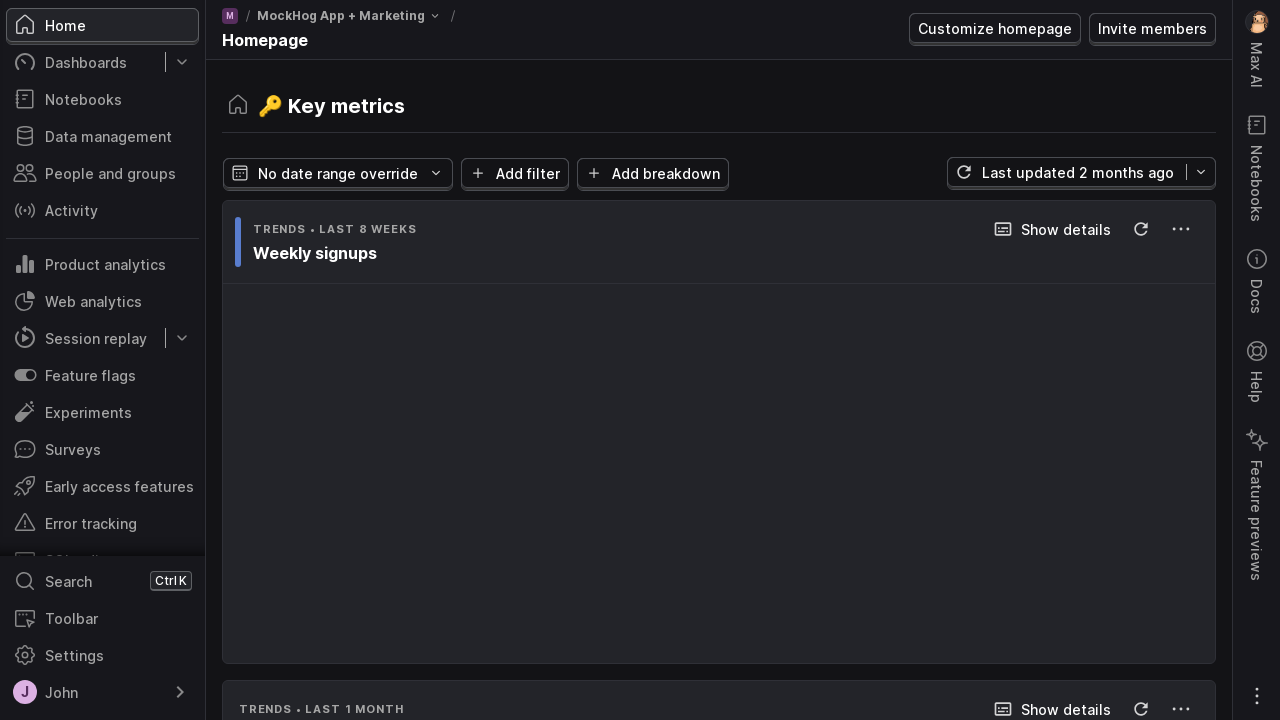 Home
Dashboards
Notebooks
Data management
People and groups
Activity
Product analytics
Web analytics
Session replay
Feature flags
Experiments
Surveys
Early access features
Error tracking
Search Ctrl K
Toolbar
Settings
J John
M / MockHog App + Marketing /
Homepage
Customize homepage
Invite members
🔑 Key metrics
No date range override
Add filter
Add breakdown
Last updated 2 months ago
TRENDS • LAST 8 WEEKS
Weekly signups
Show details
TRENDS • LAST 1 MONTH
Show details
Max AI
Notebooks
Docs
Help
Feature previews